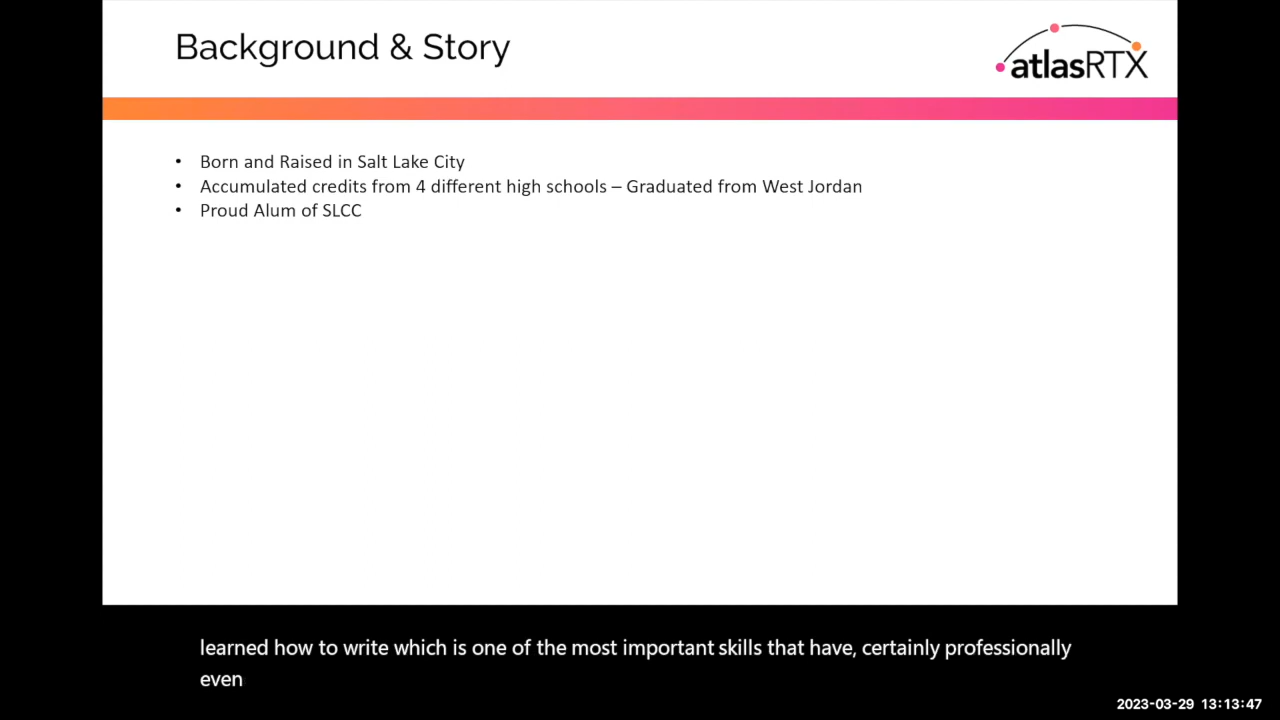 Background & Story
atlasRTX
• Born and Raised in Salt Lake City
• Accumulated credits from 4 different high schools – Graduated from West Jordan
• Proud Alum of SLCC
learned how to write which is one of the most important skills that have, certainly professionally
even
2023-03-29 13:13:47